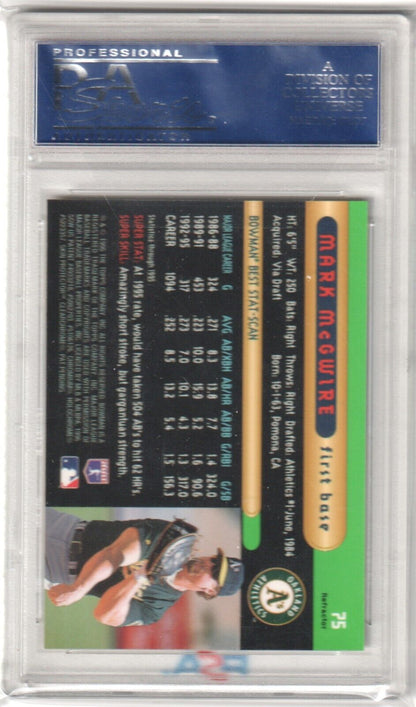 PROFESSIONAL
PSA
A
DIVISION OF
COLLECTORS
UNIVERSE
MARK McGWIRE
first base
75
Refractor
HT: 6'5" WT: 250 Bats: Right Throws: Right Drafted: Athletics #1-June, 1984
Acquired: Via Draft Born: 10-1-63, Pomona, CA
OAKLAND
A's
ATHLETICS
BOWMAN® BEST STAT-SCAN
MAJOR LEAGUE CAREER G AVG AB/XBH AB/HR AB/BB G/RBI G/SB
1986-88 324 .271 8.3 13.8 7.7 1.4 324.0
1989-91 453 .223 10.0 15.9 5.2 1.6 90.6
1992-95 317 .273 7.0 10.1 4.3 1.3 317.0
CAREER 1094 .252 8.5 13.2 5.4 1.5 156.3
SUPER STAT: At 1995 rate, would have taken 504 AB's to hit 62 HR's.
SUPER SKILL: Amazingly short stroke, but gargantuan strength.